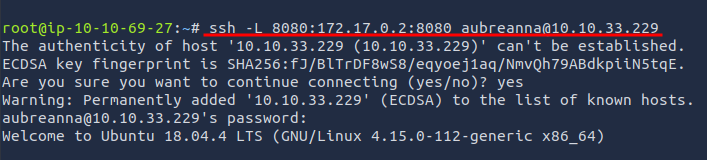 root@ip-10-10-69-27:~# ssh -L 8080:172.17.0.2:8080 aubreanna@10.10.33.229
The authenticity of host '10.10.33.229 (10.10.33.229)' can't be established.
ECDSA key fingerprint is SHA256:fJ/BlTrDF8wS8/eqyoej1aq/NmvQh79ABdkpiiN5tqE.
Are you sure you want to continue connecting (yes/no)? yes
Warning: Permanently added '10.10.33.229' (ECDSA) to the list of known hosts.
aubreanna@10.10.33.229's password:
Welcome to Ubuntu 18.04.4 LTS (GNU/Linux 4.15.0-112-generic x86_64)